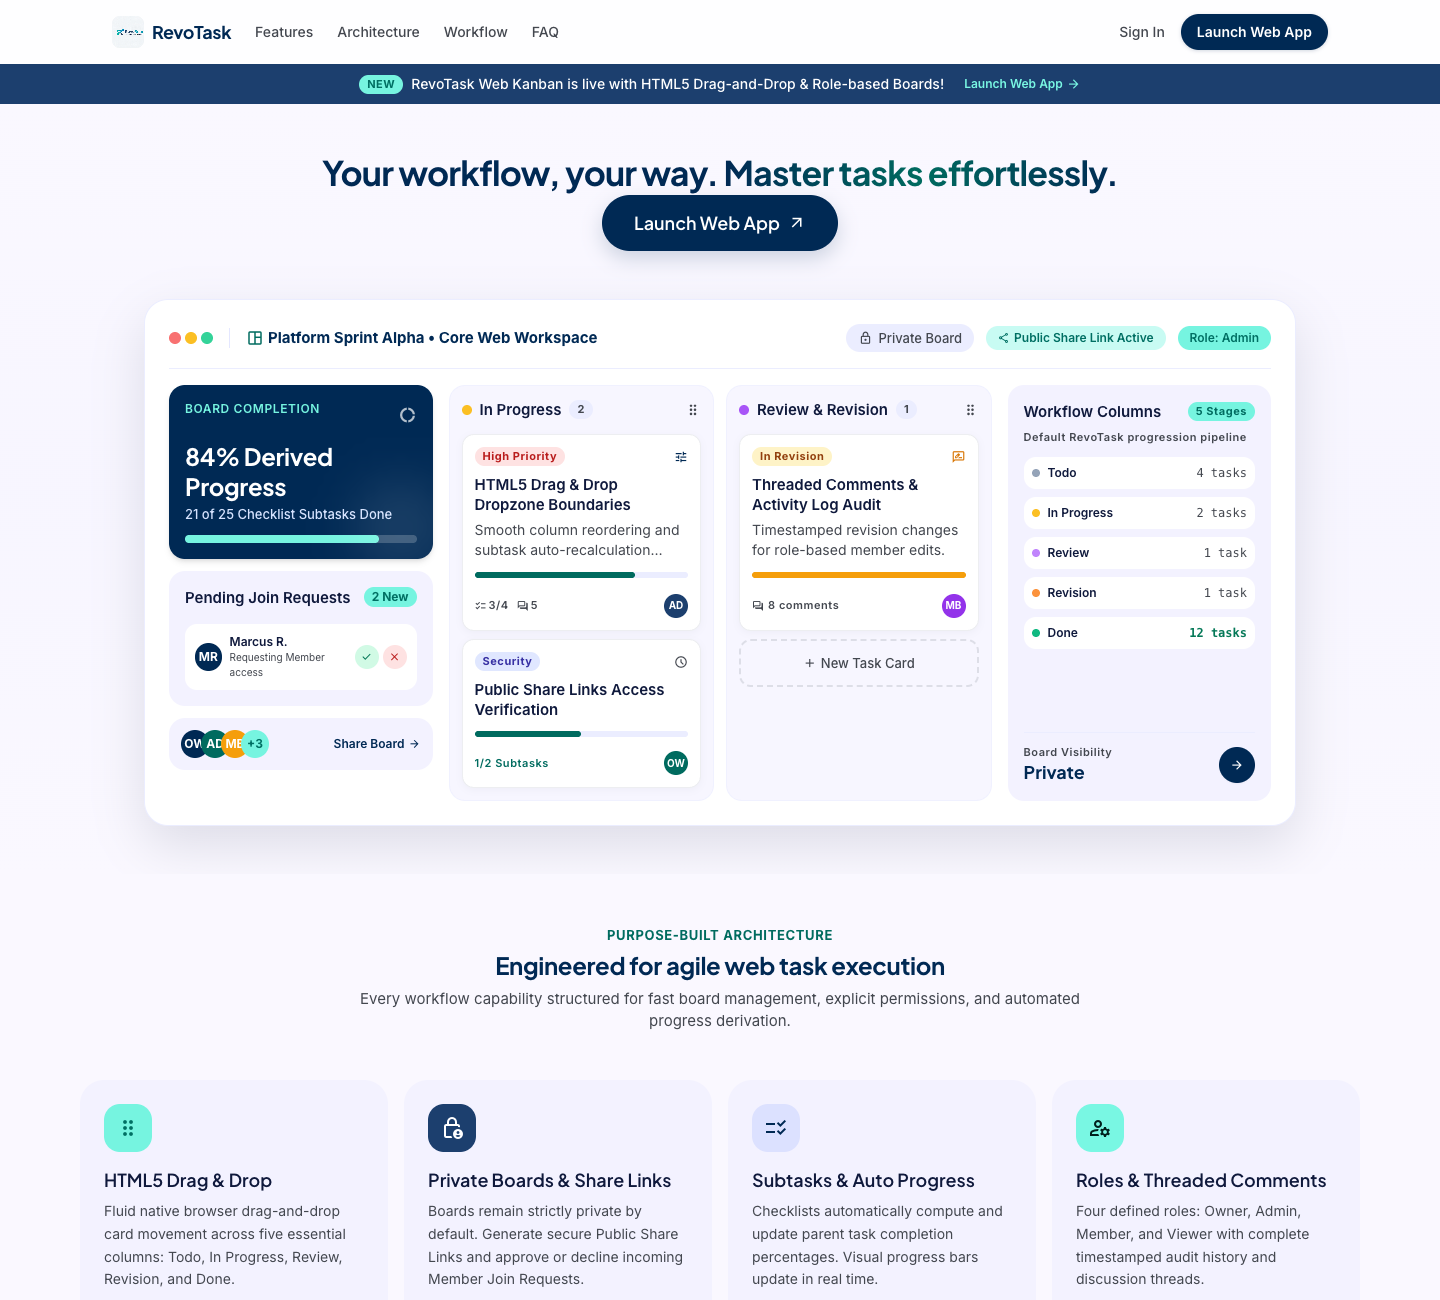 RevoTask
Features
Architecture
Workflow
FAQ
Sign In
Launch Web App
NEW
RevoTask Web Kanban is live with HTML5 Drag-and-Drop & Role-based Boards!
Launch Web App →
Your workflow, your way. Master tasks effortlessly.
Launch Web App
Platform Sprint Alpha • Core Web Workspace
Private Board
Public Share Link Active
Role: Admin
BOARD COMPLETION
84% Derived
Progress
21 of 25 Checklist Subtasks Done
Pending Join Requests
2 New
MR
Marcus R.
Requesting Member
access
OW
AD
+3
Share Board →
In Progress
2
High Priority
HTML5 Drag & Drop
Dropzone Boundaries
Smooth column reordering and
subtask auto-recalculation...
3/4
5
AD
Security
Public Share Links Access
Verification
1/2 Subtasks
OW
Review & Revision
1
In Revision
Threaded Comments &
Activity Log Audit
Timestamped revision changes
for role-based member edits.
8 comments
MB
+ New Task Card
Workflow Columns
5 Stages
Default RevoTask progression pipeline
Todo
4 tasks
In Progress
2 tasks
Review
1 task
Revision
1 task
Done
12 tasks
Board Visibility
Private
PURPOSE-BUILT ARCHITECTURE
Engineered for agile web task execution
Every workflow capability structured for fast board management, explicit permissions, and automated
progress derivation.
HTML5 Drag & Drop
Fluid native browser drag-and-drop
card movement across five essential
columns: Todo, In Progress, Review,
Revision, and Done.
Private Boards & Share Links
Boards remain strictly private by
default. Generate secure Public Share
Links and approve or decline incoming
Member Join Requests.
Subtasks & Auto Progress
Checklists automatically compute and
update parent task completion
percentages. Visual progress bars
update in real time.
Roles & Threaded Comments
Four defined roles: Owner, Admin,
Member, and Viewer with complete
timestamped audit history and
discussion threads.